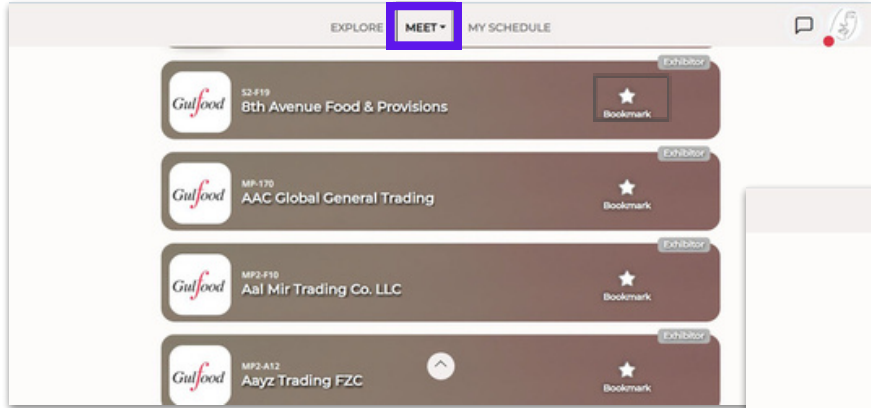 EXPLORE MEET MY SCHEDULE
Exhibitor
Gulfood
S2-F19
8th Avenue Food & Provisions
Bookmark
Exhibitor
Gulfood
MP-170
AAC Global General Trading
Bookmark
Exhibitor
Gulfood
MP2-F10
Aal Mir Trading Co. LLC
Bookmark
Exhibitor
Gulfood
MP2-A12
Aayz Trading FZC
Bookmark